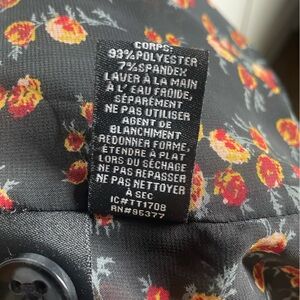 CORPS:
93% POLYESTER
7% SPANDEX
LAVER À LA MAIN
À L'EAU FROIDE,
SÉPARÉMENT
NE PAS UTILISER
AGENT DE
BLANCHIMENT
REDONNER FORME,
ÉTENDRE À PLAT
LORS DU SÉCHAGE
NE PAS REPASSER
NE PAS NETTOYER
À SEC
IC#TT1708
RN#95377